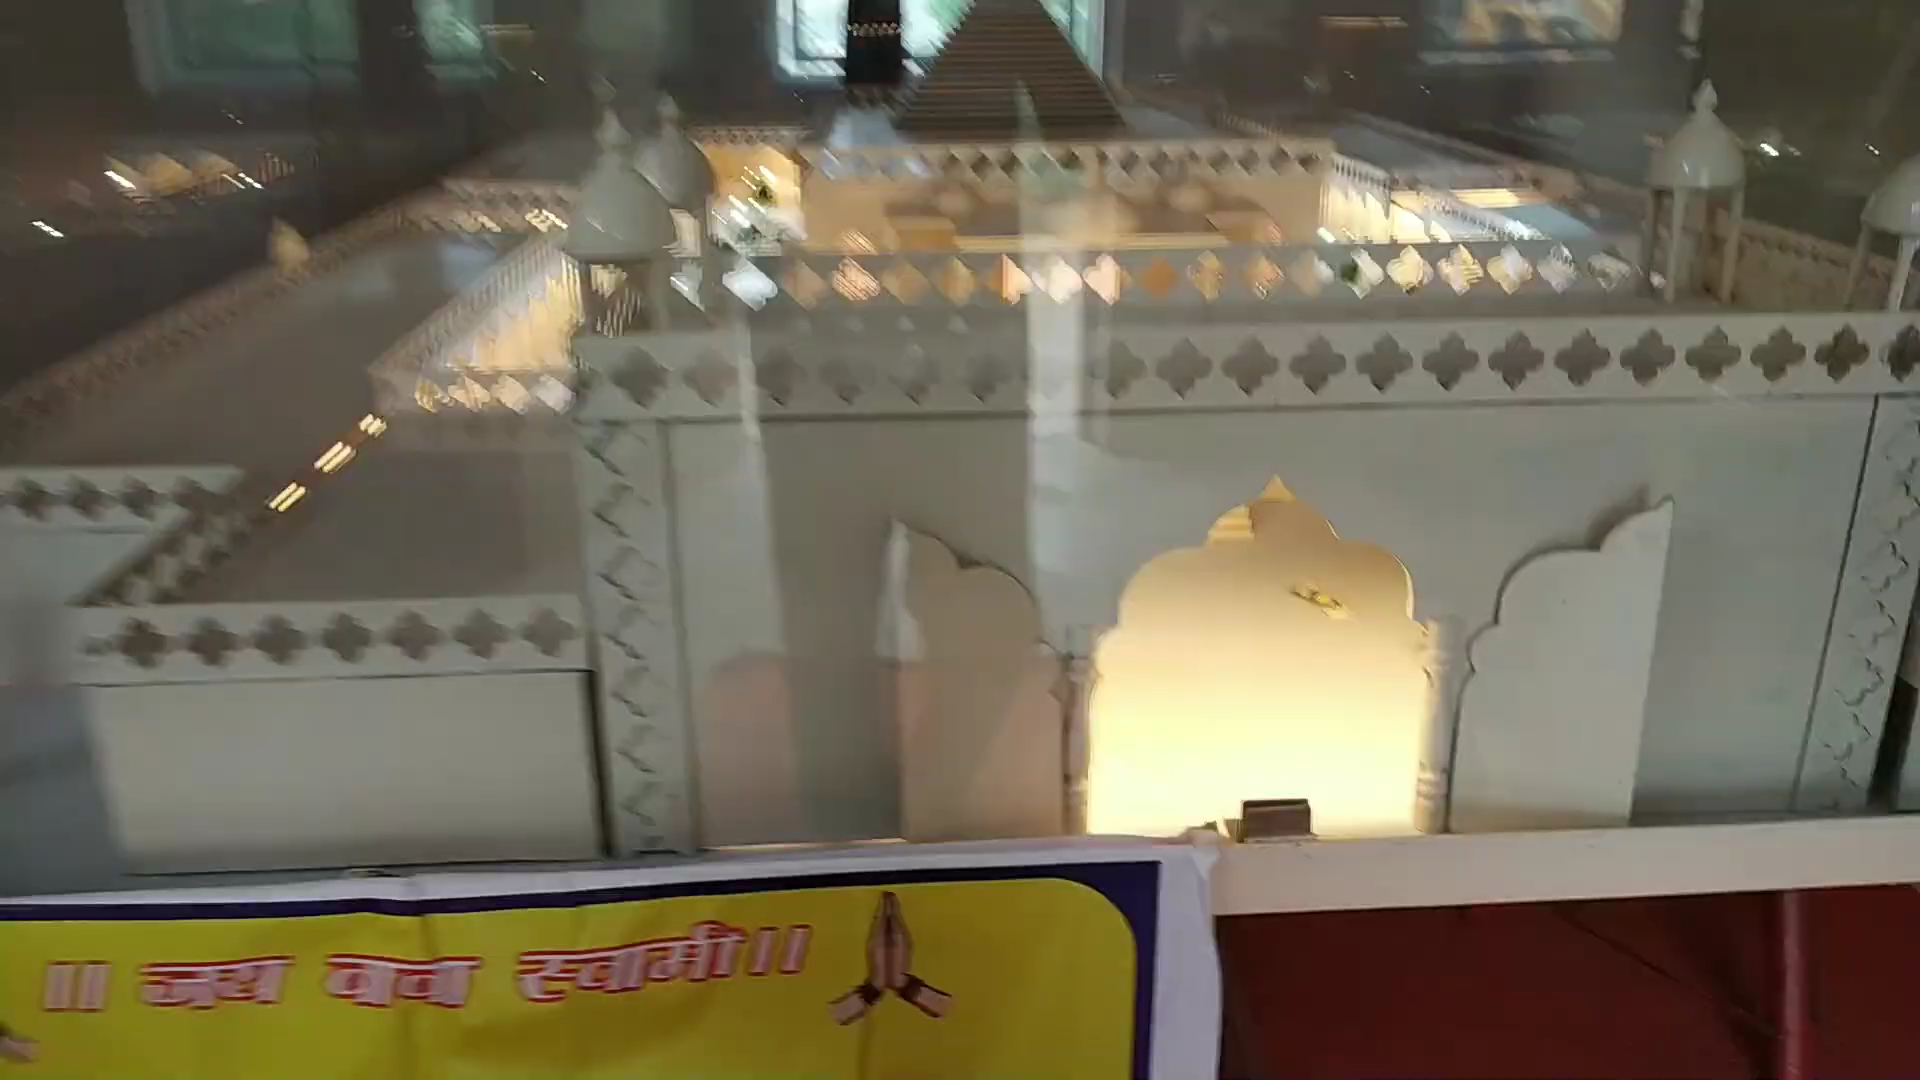 ॥ जय बाबा स्वामी ॥